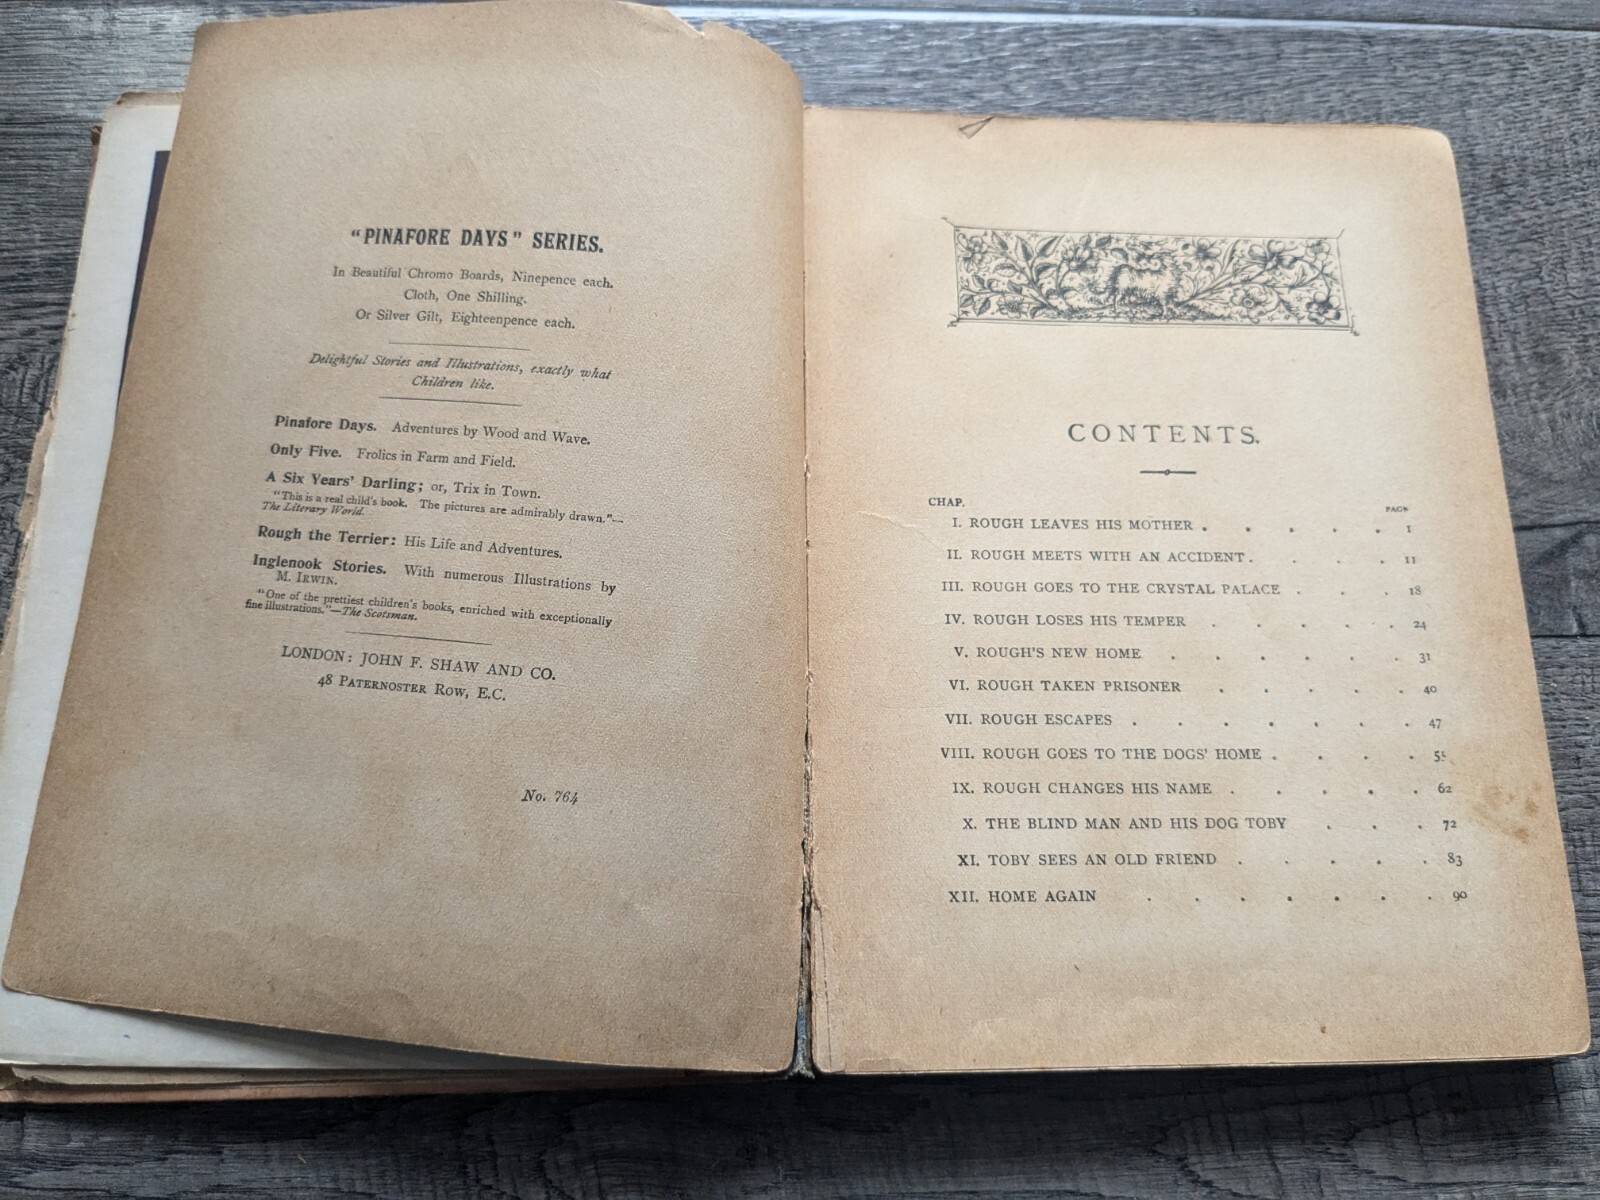 "PINAFORE DAYS" SERIES.
In Beautiful Chromo Boards, Ninepence each.
Cloth, One Shilling.
Or Silver Gilt, Eighteenpence each.
Delightful Stories and Illustrations, exactly what
Children like.
Pinafore Days. Adventures by Wood and Wave.
Only Five. Frolics in Farm and Field.
A Six Years' Darling; or, Trix in Town.
"This is a real child's book. The pictures are admirably drawn."—
The Literary World.
Rough the Terrier: His Life and Adventures.
Inglenook Stories. With numerous Illustrations by
M. IRWIN.
"One of the prettiest children's books, enriched with exceptionally
fine illustrations."—The Scotsman.
LONDON: JOHN F. SHAW AND CO.
48 PATERNOSTER ROW, E.C.
No. 764
CONTENTS.
CHAP. PAGE
I. ROUGH LEAVES HIS MOTHER . . . . . 1
II. ROUGH MEETS WITH AN ACCIDENT . . . . 11
III. ROUGH GOES TO THE CRYSTAL PALACE . . . 18
IV. ROUGH LOSES HIS TEMPER . . . . . 24
V. ROUGH'S NEW HOME . . . . . . 31
VI. ROUGH TAKEN PRISONER . . . . . 40
VII. ROUGH ESCAPES . . . . . . . 47
VIII. ROUGH GOES TO THE DOGS' HOME . . . . 55
IX. ROUGH CHANGES HIS NAME . . . . . 62
X. THE BLIND MAN AND HIS DOG TOBY . . . 72
XI. TOBY SEES AN OLD FRIEND . . . . . 83
XII. HOME AGAIN . . . . . . . 90